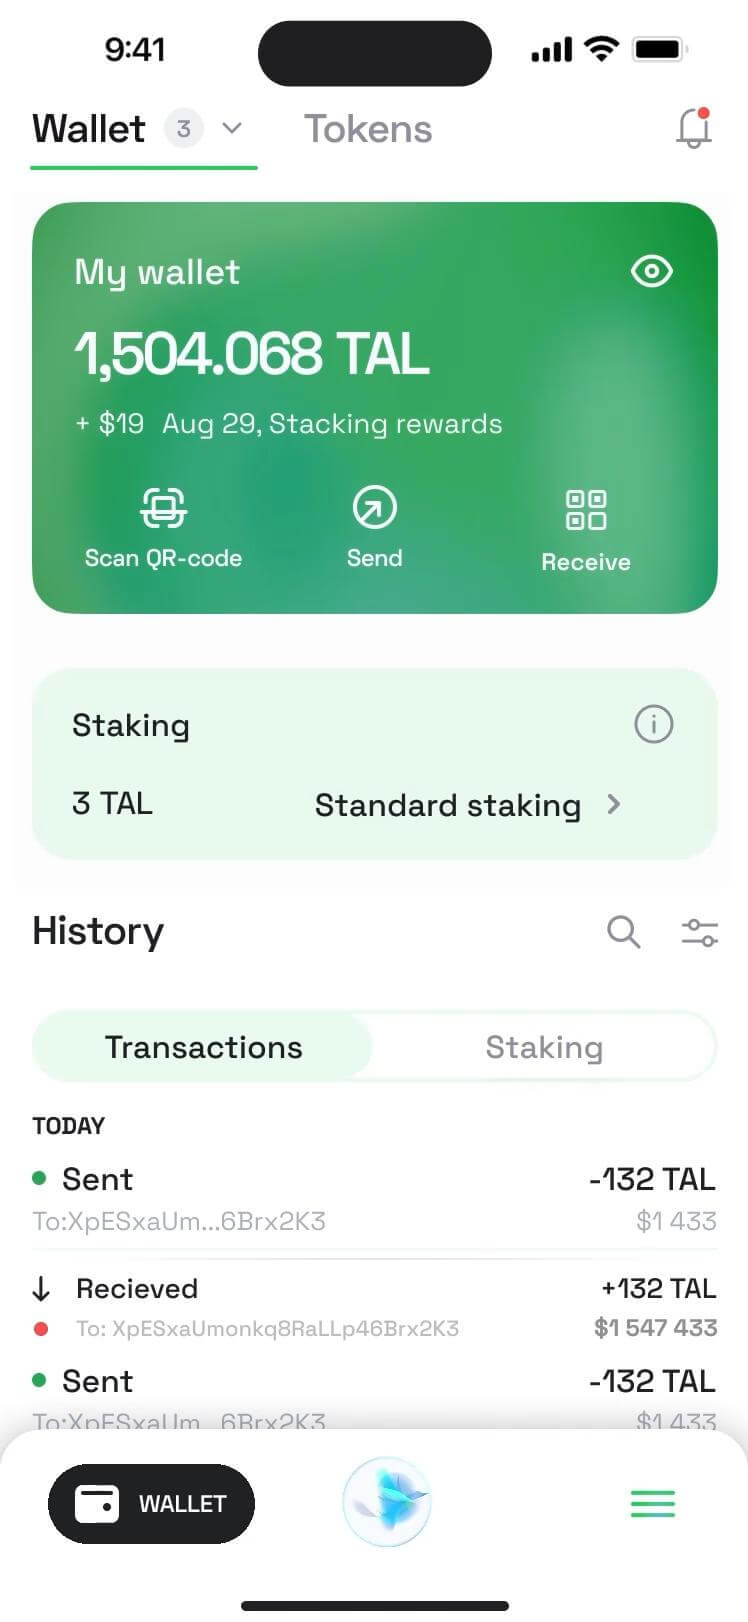 9:41
Wallet 3 Tokens
My wallet
1,504.068 TAL
+ $19 Aug 29, Stacking rewards
Scan QR-code Send Receive
Staking
3 TAL Standard staking
History
Transactions Staking
TODAY
Sent -132 TAL
To:XpESxaUm...6Brx2K3 $1 433
Recieved +132 TAL
To: XpESxaUmonkq8RaLLp46Brx2K3 $1 547 433
Sent -132 TAL
To:XpESxaUm...6Brx2K3 $1 433
WALLET